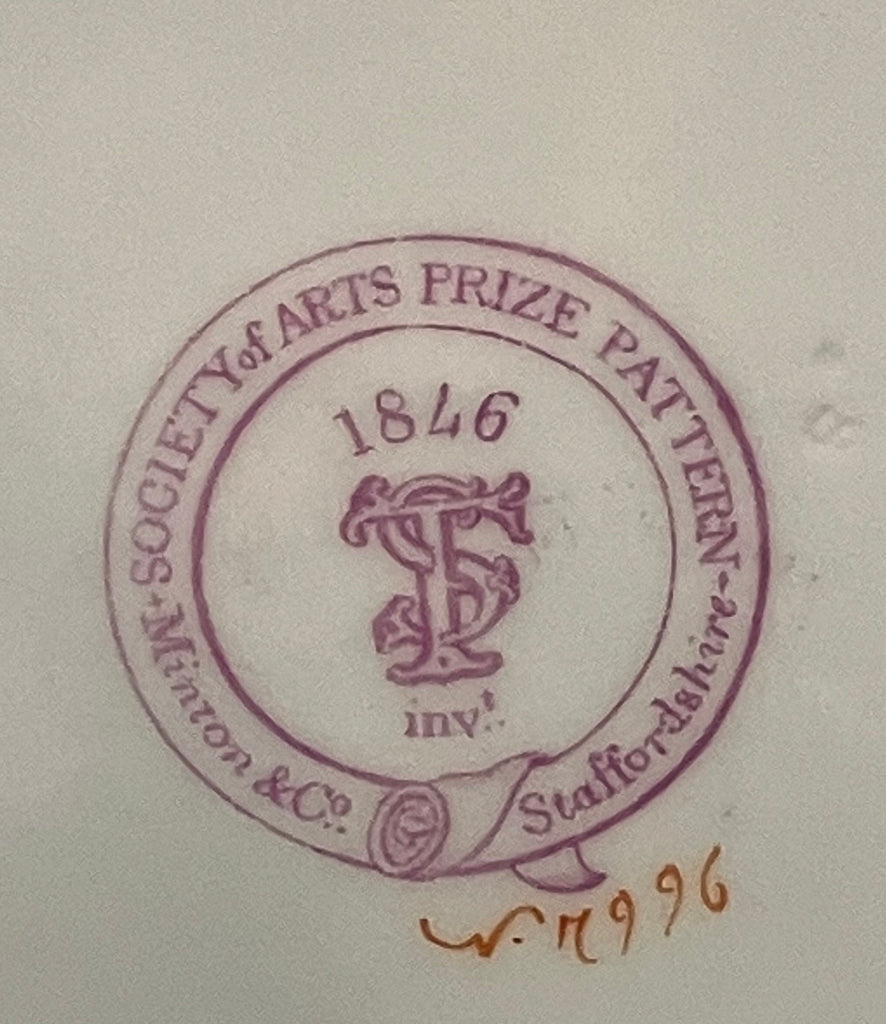 SOCIETY of ARTS PRIZE PATTERN
1846
FS
invt.
Minton & Co.
Staffordshire